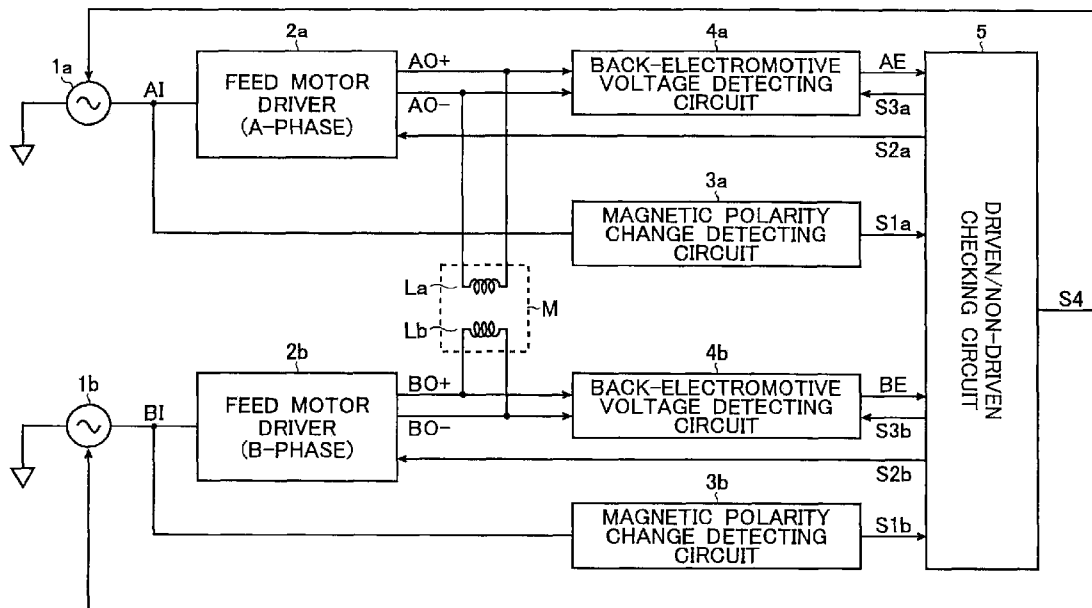 1a
AI
2a
FEED MOTOR
DRIVER
(A-PHASE)
AO+
AO-
4a
BACK-ELECTROMOTIVE
VOLTAGE DETECTING
CIRCUIT
AE
S3a
S2a
3a
MAGNETIC POLARITY
CHANGE DETECTING
CIRCUIT
S1a
5
DRIVEN/NON-DRIVEN
CHECKING CIRCUIT
S4
La
Lb
M
1b
BI
2b
FEED MOTOR
DRIVER
(B-PHASE)
BO+
BO-
4b
BACK-ELECTROMOTIVE
VOLTAGE DETECTING
CIRCUIT
BE
S3b
S2b
3b
MAGNETIC POLARITY
CHANGE DETECTING
CIRCUIT
S1b